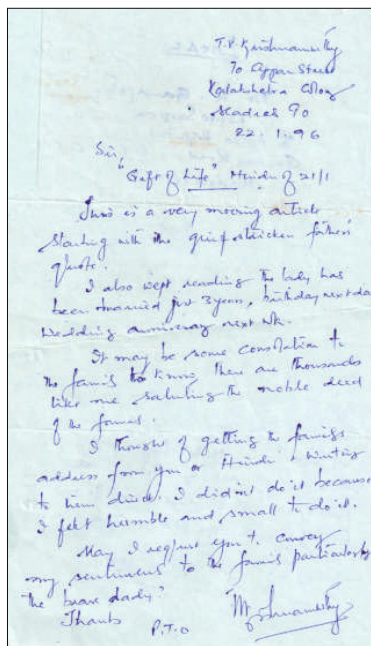 T.V. Krishnamurthy
70 Appar Street
Kalakshetra Colony
Madras 90
22.1.96
Sir,
"Gift of Life" Hindu of 21/1
This is a very moving article
starting with the grief stricken father's
quote.
I also wept reading the lady has
been married just 3 years, birthday next day
wedding anniversary next wk.
It may be some consolation to
the family to know there are thousands
like me saluting the noble deed
of the family.
I thought of getting the family's
address from you or Hindu & writing
to them direct. I didn't do it because
I felt humble and small to do it.
May I request you to convey
my sentiments to the family particularly
the brave
Thanks
P.T.O